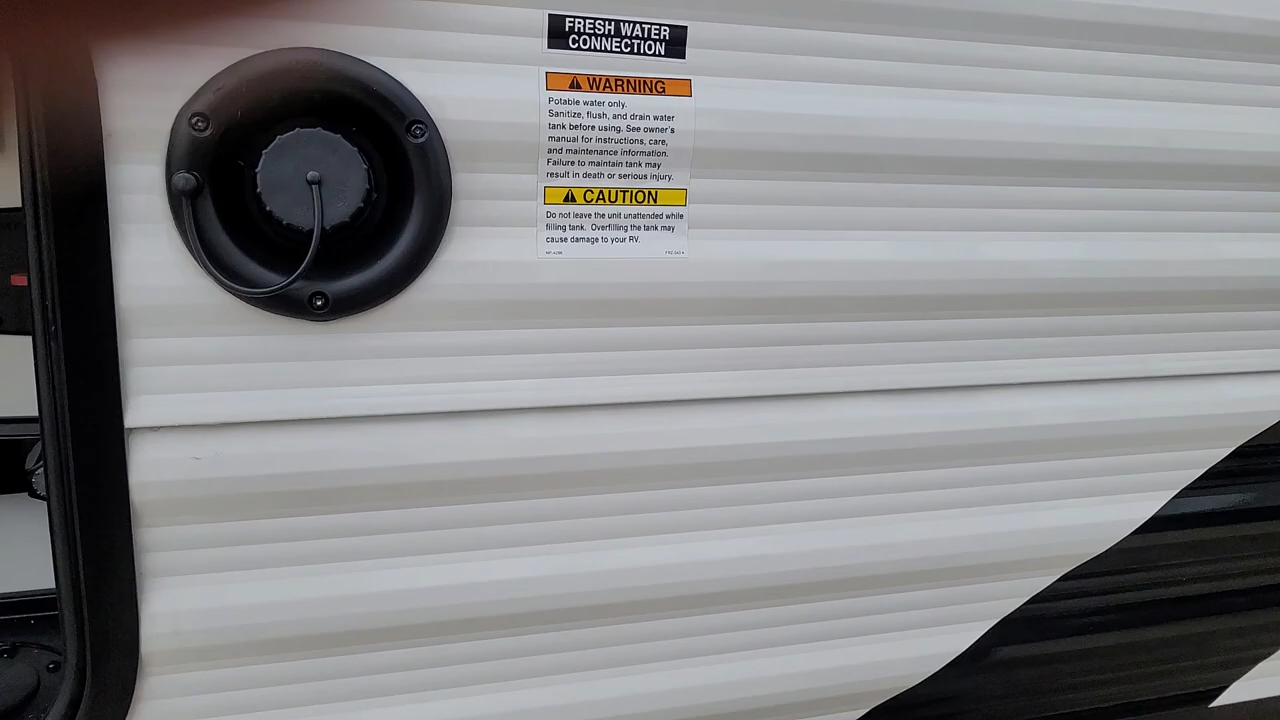 FRESH WATER
CONNECTION
WARNING
Potable water only.
Sanitize, flush, and drain water
tank before using. See owner's
manual for instructions, care,
and maintenance information.
Failure to maintain tank may
result in death or serious injury.
CAUTION
Do not leave the unit unattended while
filling tank. Overfilling the tank may
cause damage to your RV.